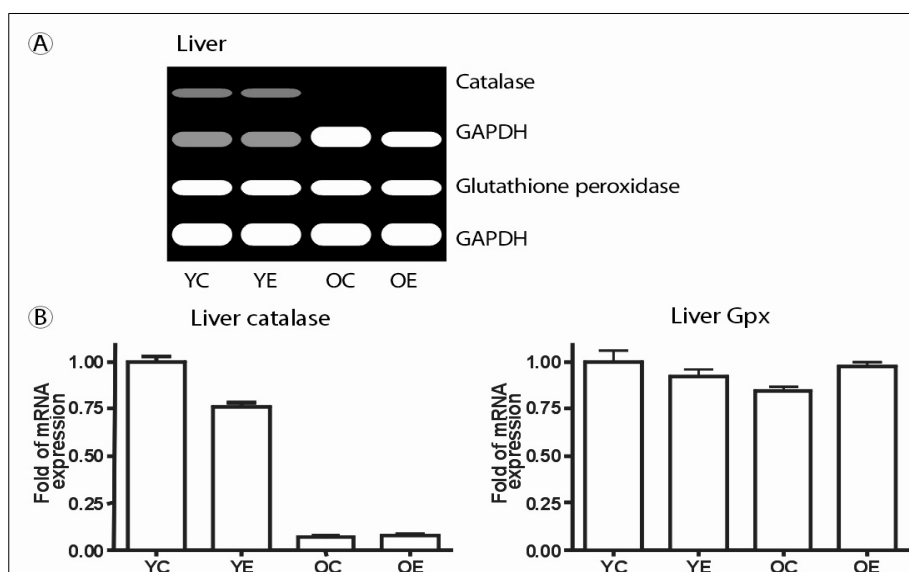 Ⓐ Liver
Catalase
GAPDH
Glutathione peroxidase
GAPDH
YC YE OC OE
Ⓑ Liver catalase
Fold of mRNA
expression
1.00
0.75
0.50
0.25
0.00
YC YE OC OE
Liver Gpx
Fold of mRNA
expression
1.00
0.75
0.50
0.25
0.00
YC YE OC OE